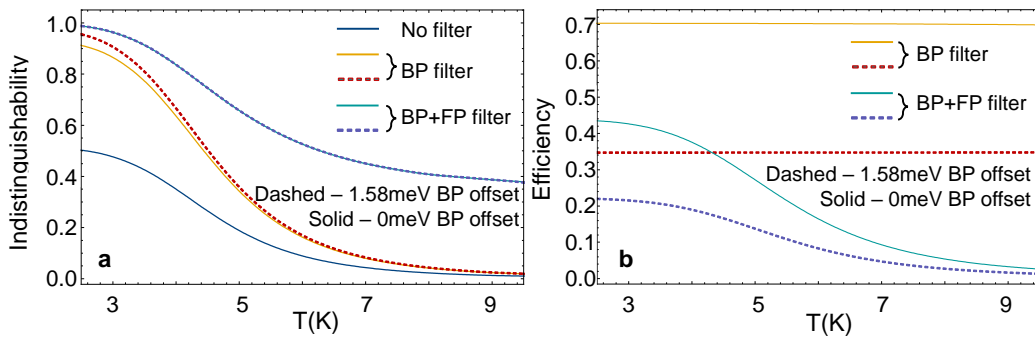 1.0
0.8
0.6
0.4
0.2
0.0
Indistinquishability
No filter
} BP filter
} BP+FP filter
Dashed – 1.58meV BP offset
Solid – 0meV BP offset
a
3 5 7 9
T(K)
0.7
0.6
0.5
0.4
0.3
0.2
0.1
0.0
Efficiency
} BP filter
} BP+FP filter
Dashed – 1.58meV BP offset
Solid – 0meV BP offset
b
3 5 7 9
T(K)